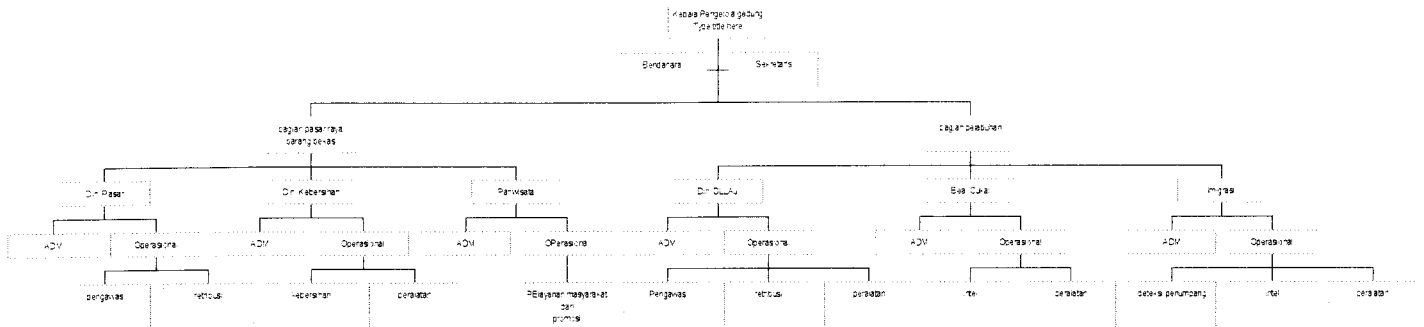 Kepala Pengelola gedung
Type title here
Bendahara
Sekretaris
bagian pasar raya
barang bekas
bagian pelabuhan
Din Pasar
Din Kebersihan
Pariwisata
Din DLLAJ
Bea Cukai
Imigrasi
ADM
Operasional
ADM
Operasional
ADM
OPerasional
ADM
Operasional
ADM
Operasional
ADM
Operasional
pengawas
retribusi
kebersihan
peralatan
PElayanan masyarakat
dan
promosi
Pengawas
retribusi
peralatan
intel
peralatan
deteksi penumpang
intel
peralatan